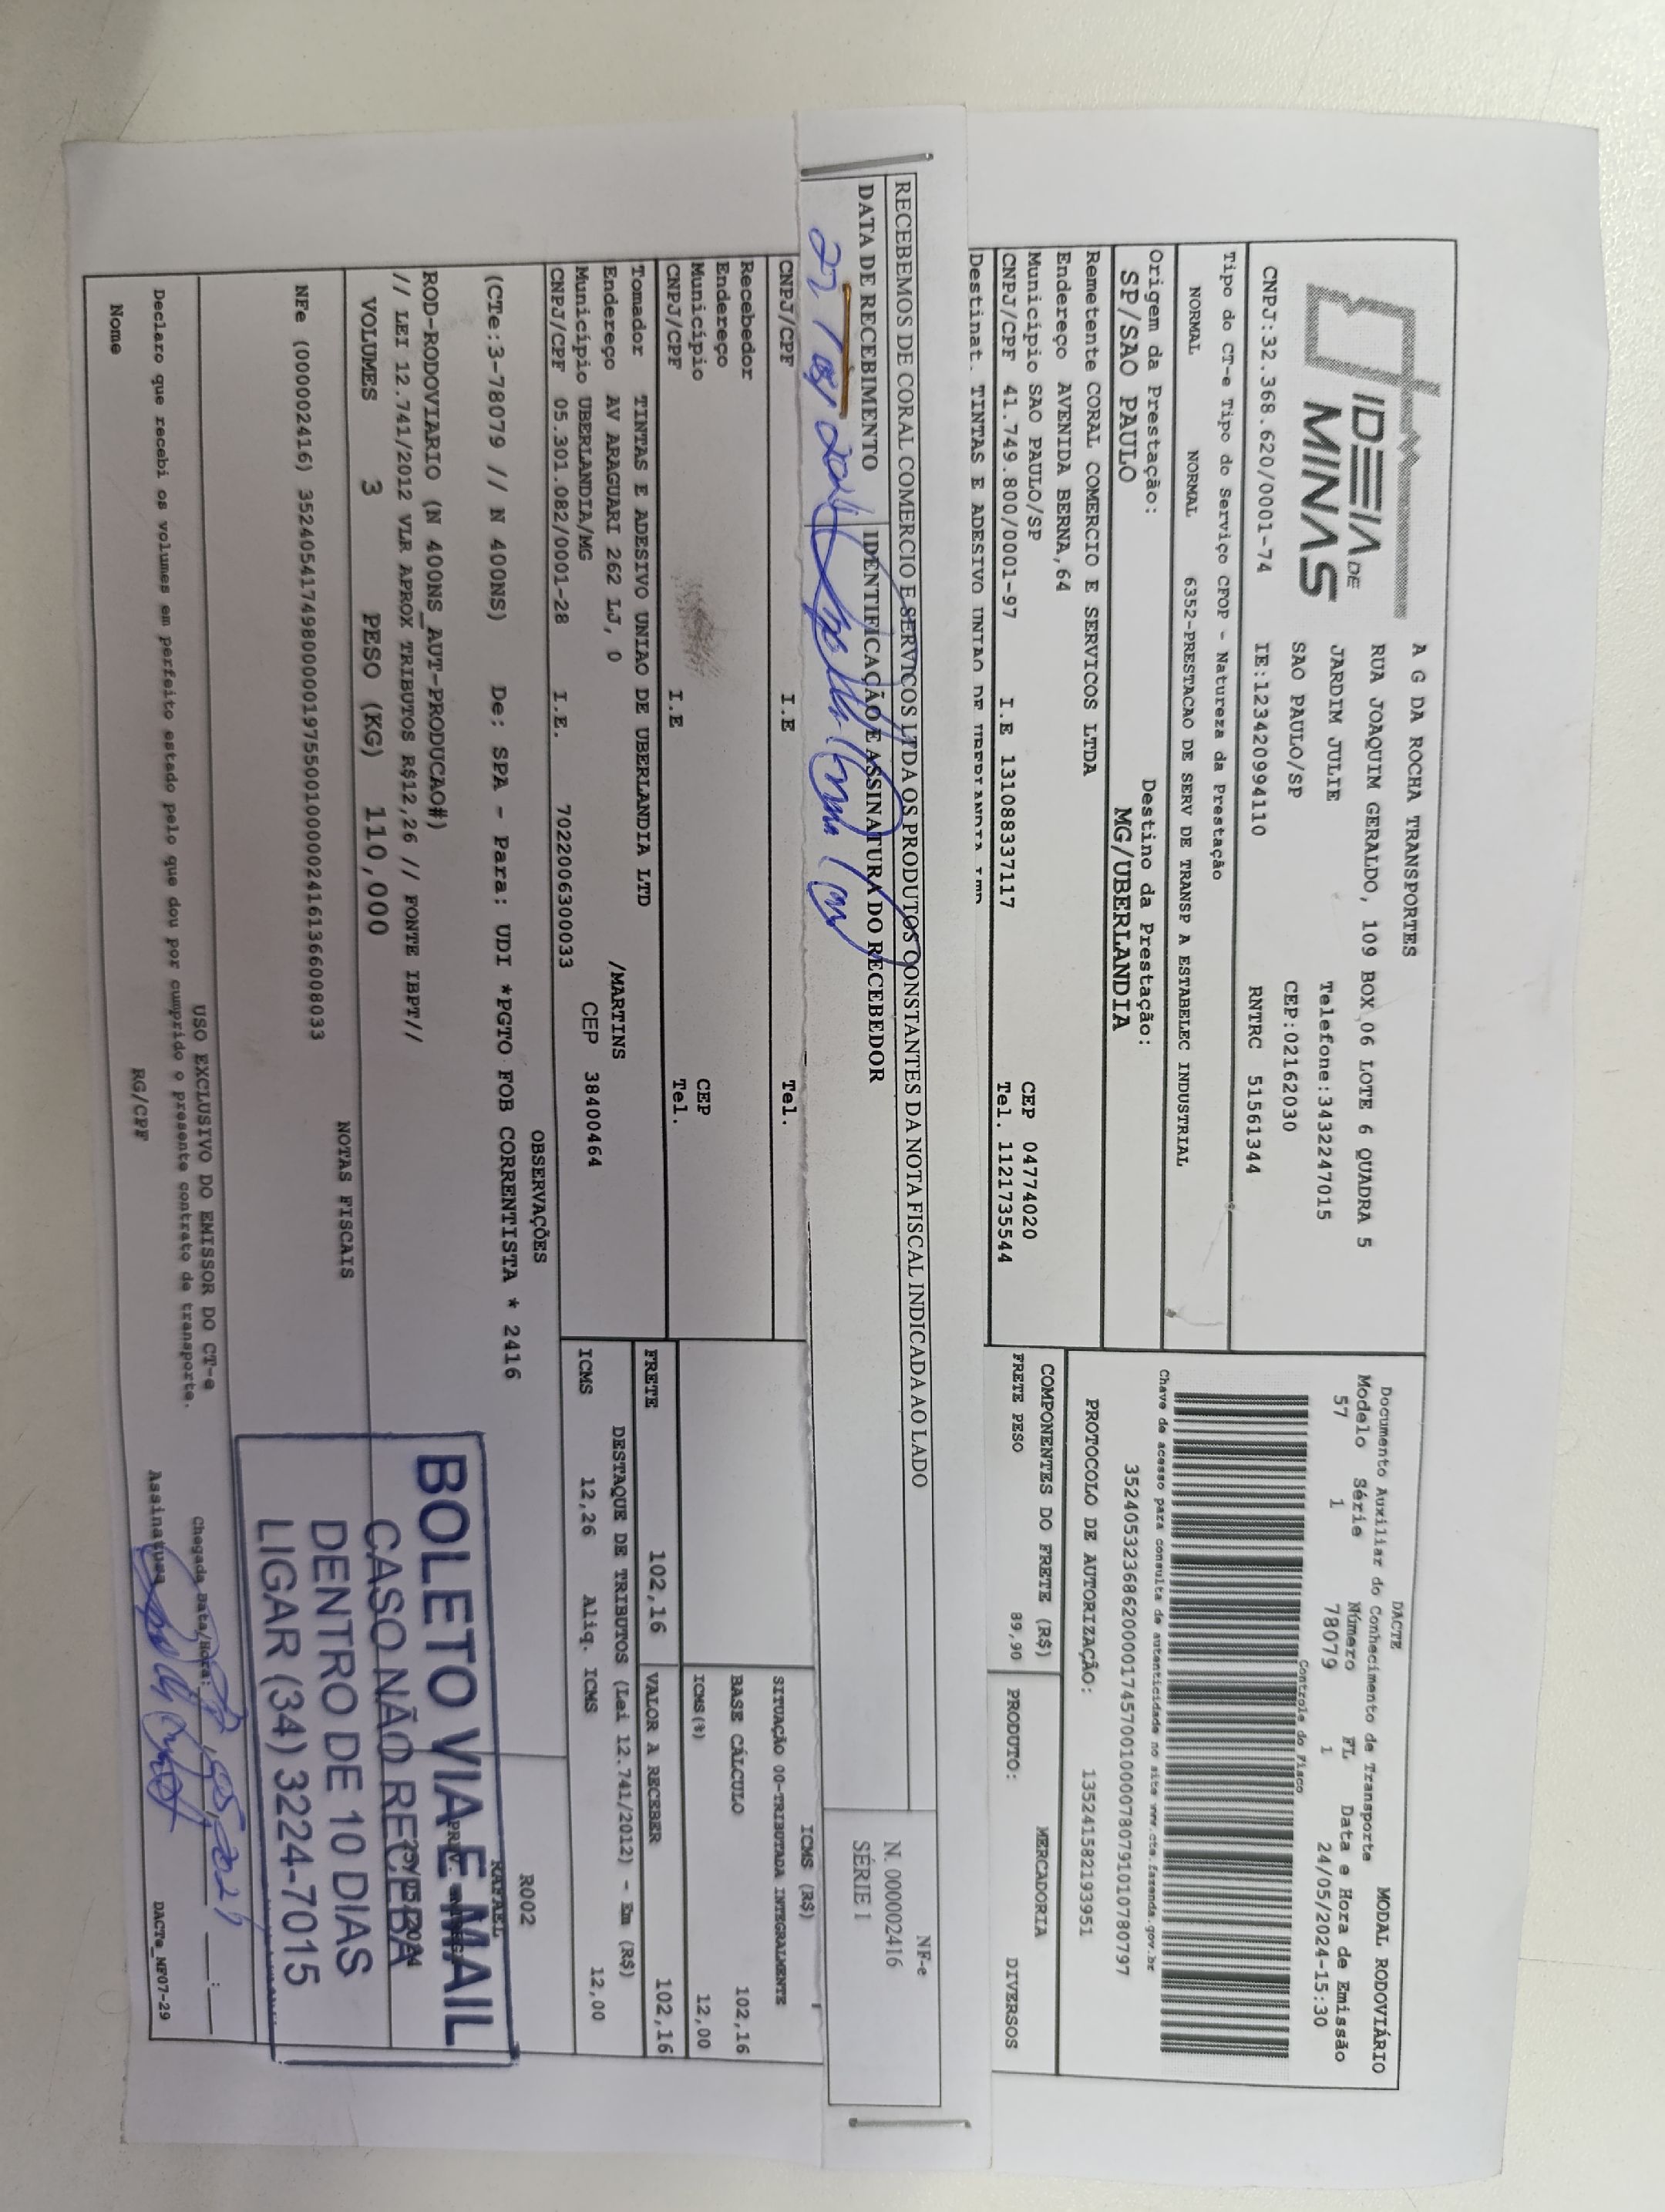 IDEIA DE
MINAS
A G DA ROCHA TRANSPORTES
RUA JOAQUIM GERALDO, 109 BOX 06 LOTE 6 QUADRA 5
JARDIM JULIE Telefone:3432247015
SAO PAULO/SP CEP:02162030
CNPJ:32.368.620/0001-74 IE:123420994110 RNTRC 51561344
DACTE
Documento Auxiliar do Conhecimento de Transporte
MODAL RODOVIÁRIO
Modelo Série Número FL Data e Hora de Emissão
57 1 78079 1 24/05/2024-15:30
Controle do Fisco
Tipo do CT-e Tipo do Serviço CFOP - Natureza da Prestação
NORMAL NORMAL 6352-PRESTACAO DE SERV DE TRANSP A ESTABELEC INDUSTRIAL
Chave de acesso para consulta de autenticidade no site www.cte.fazenda.gov.br
35240532368620000174570010000780791010780797
Origem da Prestação: Destino da Prestação:
SP/SAO PAULO MG/UBERLANDIA
PROTOCOLO DE AUTORIZAÇÃO: 135241582193951
Remetente CORAL COMERCIO E SERVICOS LTDA
Endereço AVENIDA BERNA,64
Município SAO PAULO/SP CEP 04774020
CNPJ/CPF 41.749.800/0001-97 I.E 131088337117 Tel. 1121735544
COMPONENTES DO FRETE (R$) MERCADORIA
FRETE PESO 89,90 PRODUTO: DIVERSOS
Destinat. TINTAS E ADESIVO UNIAO DE UBERLANDIA LTD
RECEBEMOS DE CORAL COMERCIO E SERVICOS LTDA OS PRODUTOS CONSTANTES DA NOTA FISCAL INDICADA AO LADO
DATA DE RECEBIMENTO IDENTIFICAÇÃO E ASSINATURA DO RECEBEDOR
NF-e
N. 000002416
SÉRIE 1
CNPJ/CPF I.E Tel.
Recebedor
Endereço
Município CEP
CNPJ/CPF I.E Tel.
ICMS (R$)
SITUAÇÃO 00-TRIBUTADA INTEGRALMENTE
BASE CÁLCULO 102,16
ICMS(%) 12,00
FRETE 102,16 VALOR A RECEBER 102,16
Tomador TINTAS E ADESIVO UNIAO DE UBERLANDIA LTD
Endereço AV ARAGUARI 262 LJ, 0 /MARTINS
Município UBERLANDIA/MG CEP 38400464
CNPJ/CPF 05.301.082/0001-28 I.E. 7022006300033
DESTAQUE DE TRIBUTOS (Lei 12.741/2012) - Em (R$)
ICMS 12,26 Aliq. ICMS 12,00
OBSERVAÇÕES
(CTe:3-78079 // N 400NS) De: SPA - Para: UDI *PGTO FOB CORRENTISTA * 2416
R002
RAFAEL
ROD-RODOVIARIO (N 400NS_AUT-PRODUCAO#)
// LEI 12.741/2012 VLR APROX TRIBUTOS R$12,26 // FONTE IBPT//
VOLUMES 3 PESO (KG) 110,000
NOTAS FISCAIS
NFe (000002416) 35240541749800000197550010000024161366008033
BOLETO VIA E-MAIL
CASO NÃO RECEBA
DENTRO DE 10 DIAS
LIGAR (34) 3224-7015
USO EXCLUSIVO DO EMISSOR DO CT-e
Declaro que recebi os volumes em perfeito estado pelo que dou por cumprido o presente contrato de transporte.
Chegada Data/Hora:
Nome RG/CPF Assinatura
DACTe_NF07-29